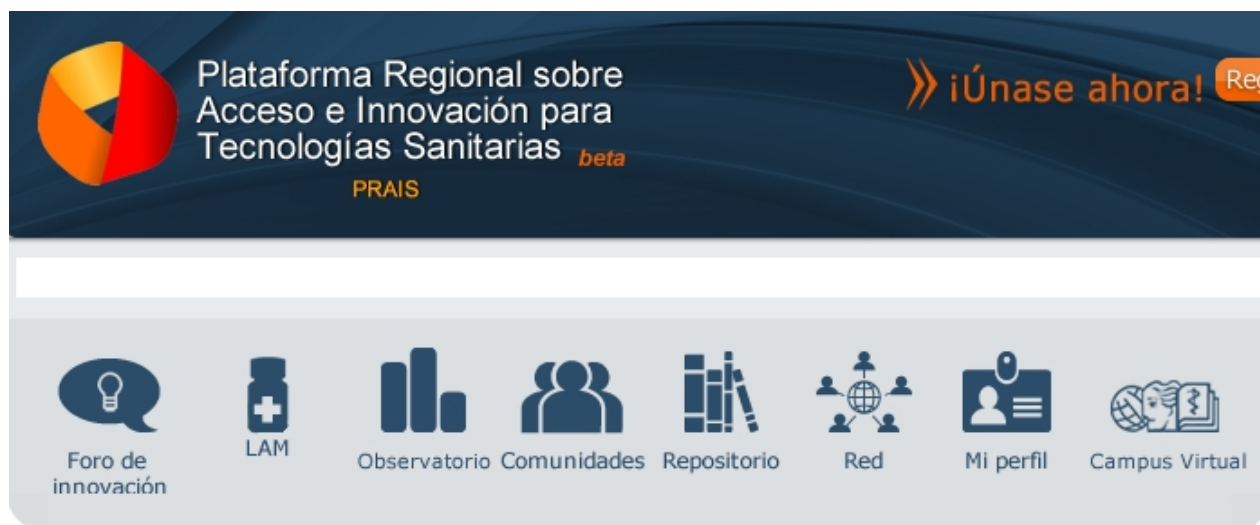 Plataforma Regional sobre
Acceso e Innovación para
Tecnologías Sanitarias beta
PRAIS
¡Únase ahora!
Foro de
innovación
LAM
Observatorio
Comunidades
Repositorio
Red
Mi perfil
Campus Virtual